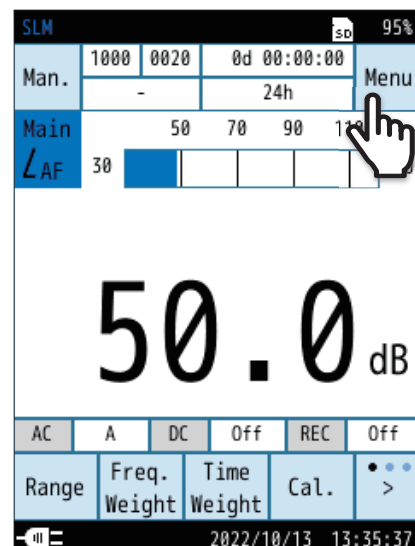 SLM SD 95%
Man. 1000 0020 0d 00:00:00 Menu
- 24h
Main 50 70 90 11
LAF 30
50.0 dB
AC A DC Off REC Off
Range Freq. Weight Time Weight Cal. >
2022/10/13 13:35:37